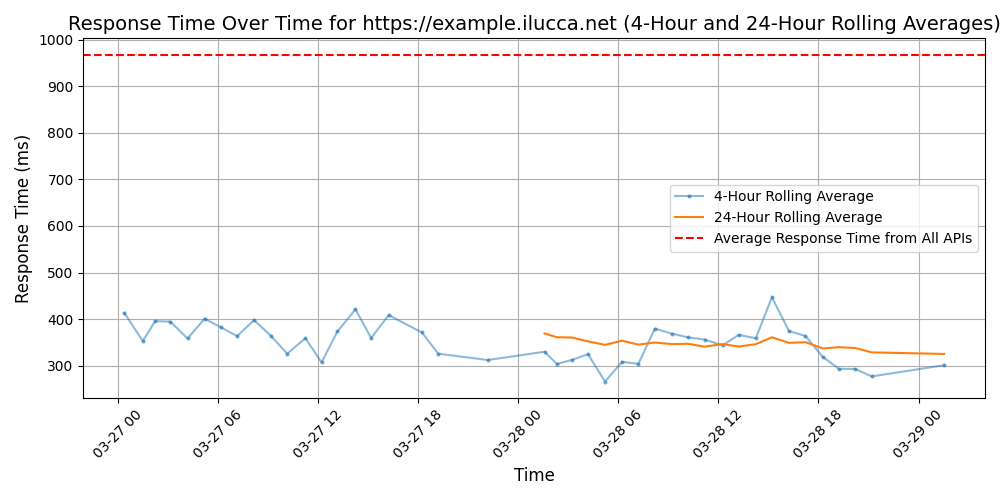 Response Time Over Time for https://example.ilucca.net (4-Hour and 24-Hour Rolling Averages)
Response Time (ms)
1000
900
800
700
600
500
400
300
4-Hour Rolling Average
24-Hour Rolling Average
Average Response Time from All APIs
03-27 00
03-27 06
03-27 12
03-27 18
03-28 00
03-28 06
03-28 12
03-28 18
03-29 00
Time